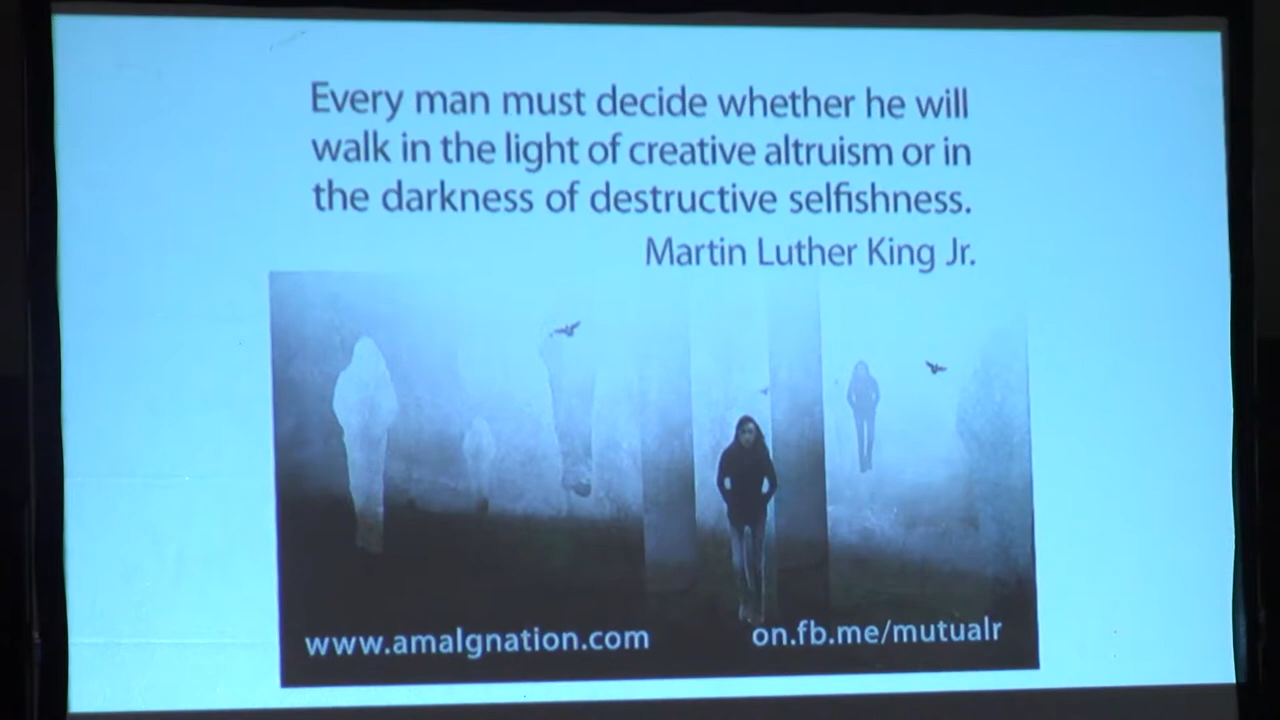 Every man must decide whether he will
walk in the light of creative altruism or in
the darkness of destructive selfishness.
Martin Luther King Jr.
www.amalgnation.com
on.fb.me/mutualr